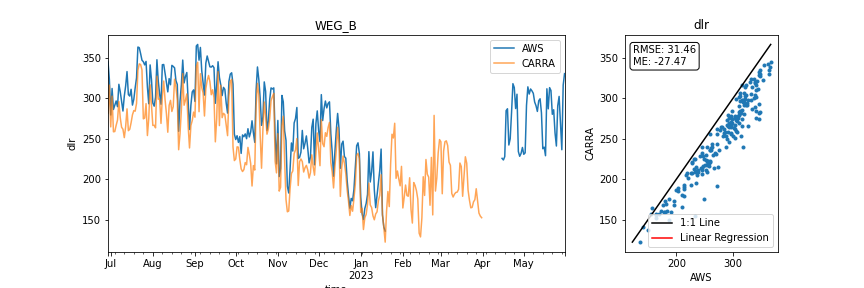 WEG_B
dlr
350
300
250
200
150
dlr
AWS
CARRA
Jul
Aug
Sep
Oct
Nov
Dec
Jan
2023
Feb
Mar
Apr
May
time
dlr
350
300
250
200
150
CARRA
RMSE: 31.46
ME: -27.47
1:1 Line
Linear Regression
200
300
AWS